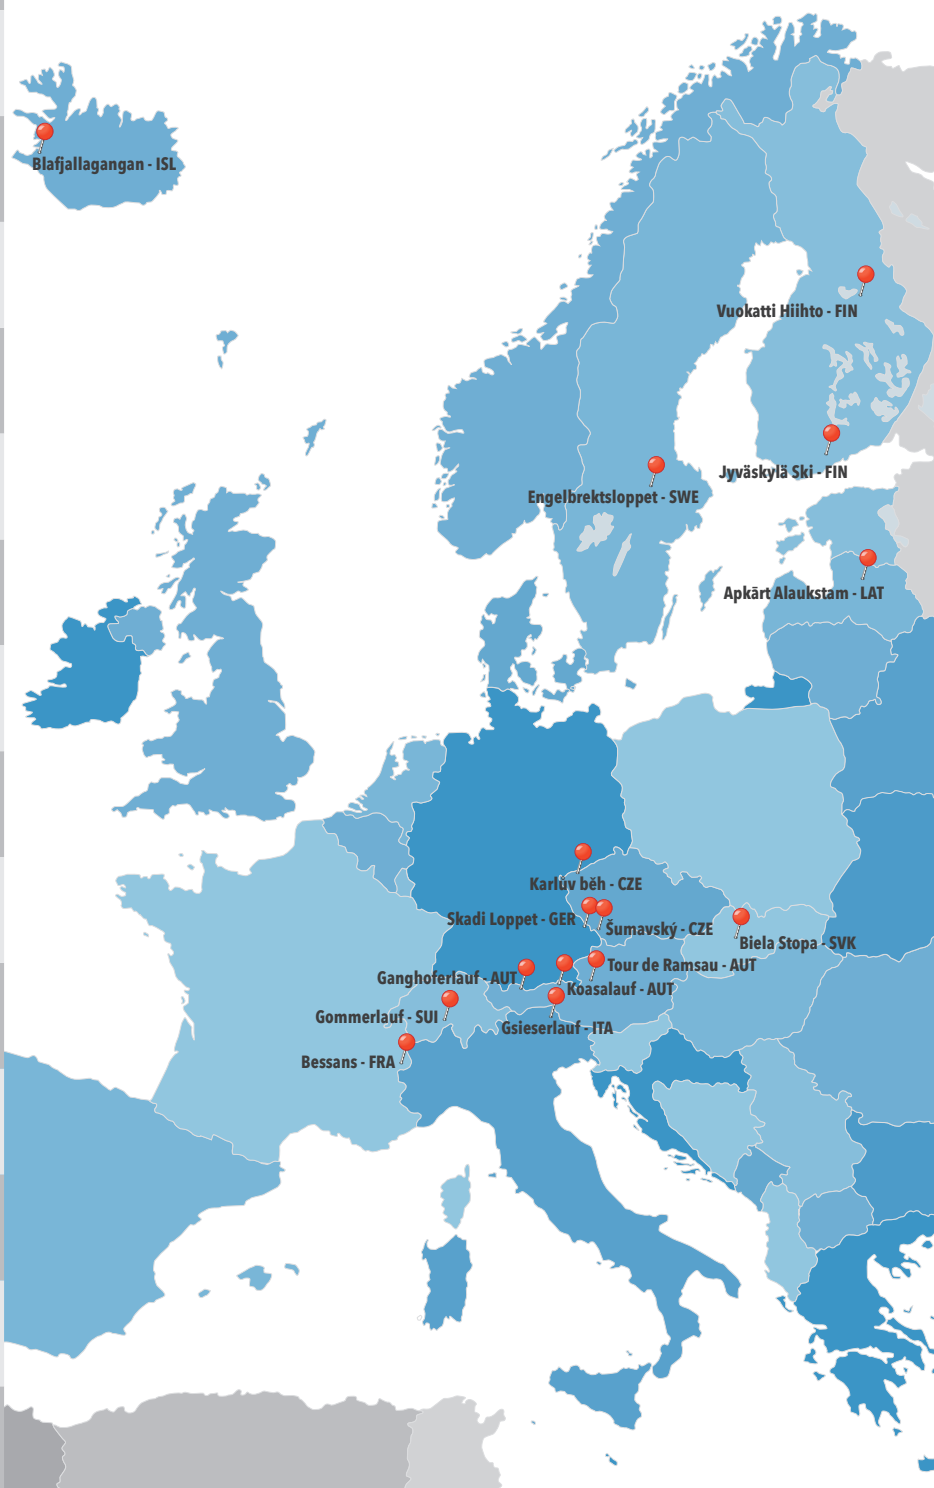 Blafjallagangan - ISL
Vuokatti Hiihto - FIN
Jyväskylä Ski - FIN
Engelbrektsloppet - SWE
Apkārt Alaukstam - LAT
Karlův běh - CZE
Skadi Loppet - GER
Šumavský - CZE
Biela Stopa - SVK
Tour de Ramsau - AUT
Ganghoferlauf - AUT
Koasalauf - AUT
Gommerlauf - SUI
Gsieserlauf - ITA
Bessans - FRA